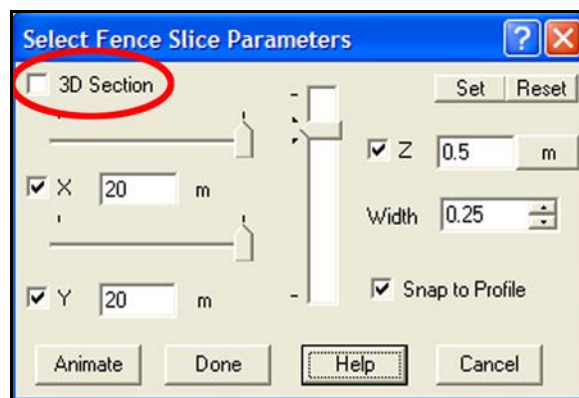 Select Fence Slice Parameters
3D Section
Set Reset
Z 0.5 m
X 20 m
Width 0.25
Y 20 m
Snap to Profile
Animate Done Help Cancel